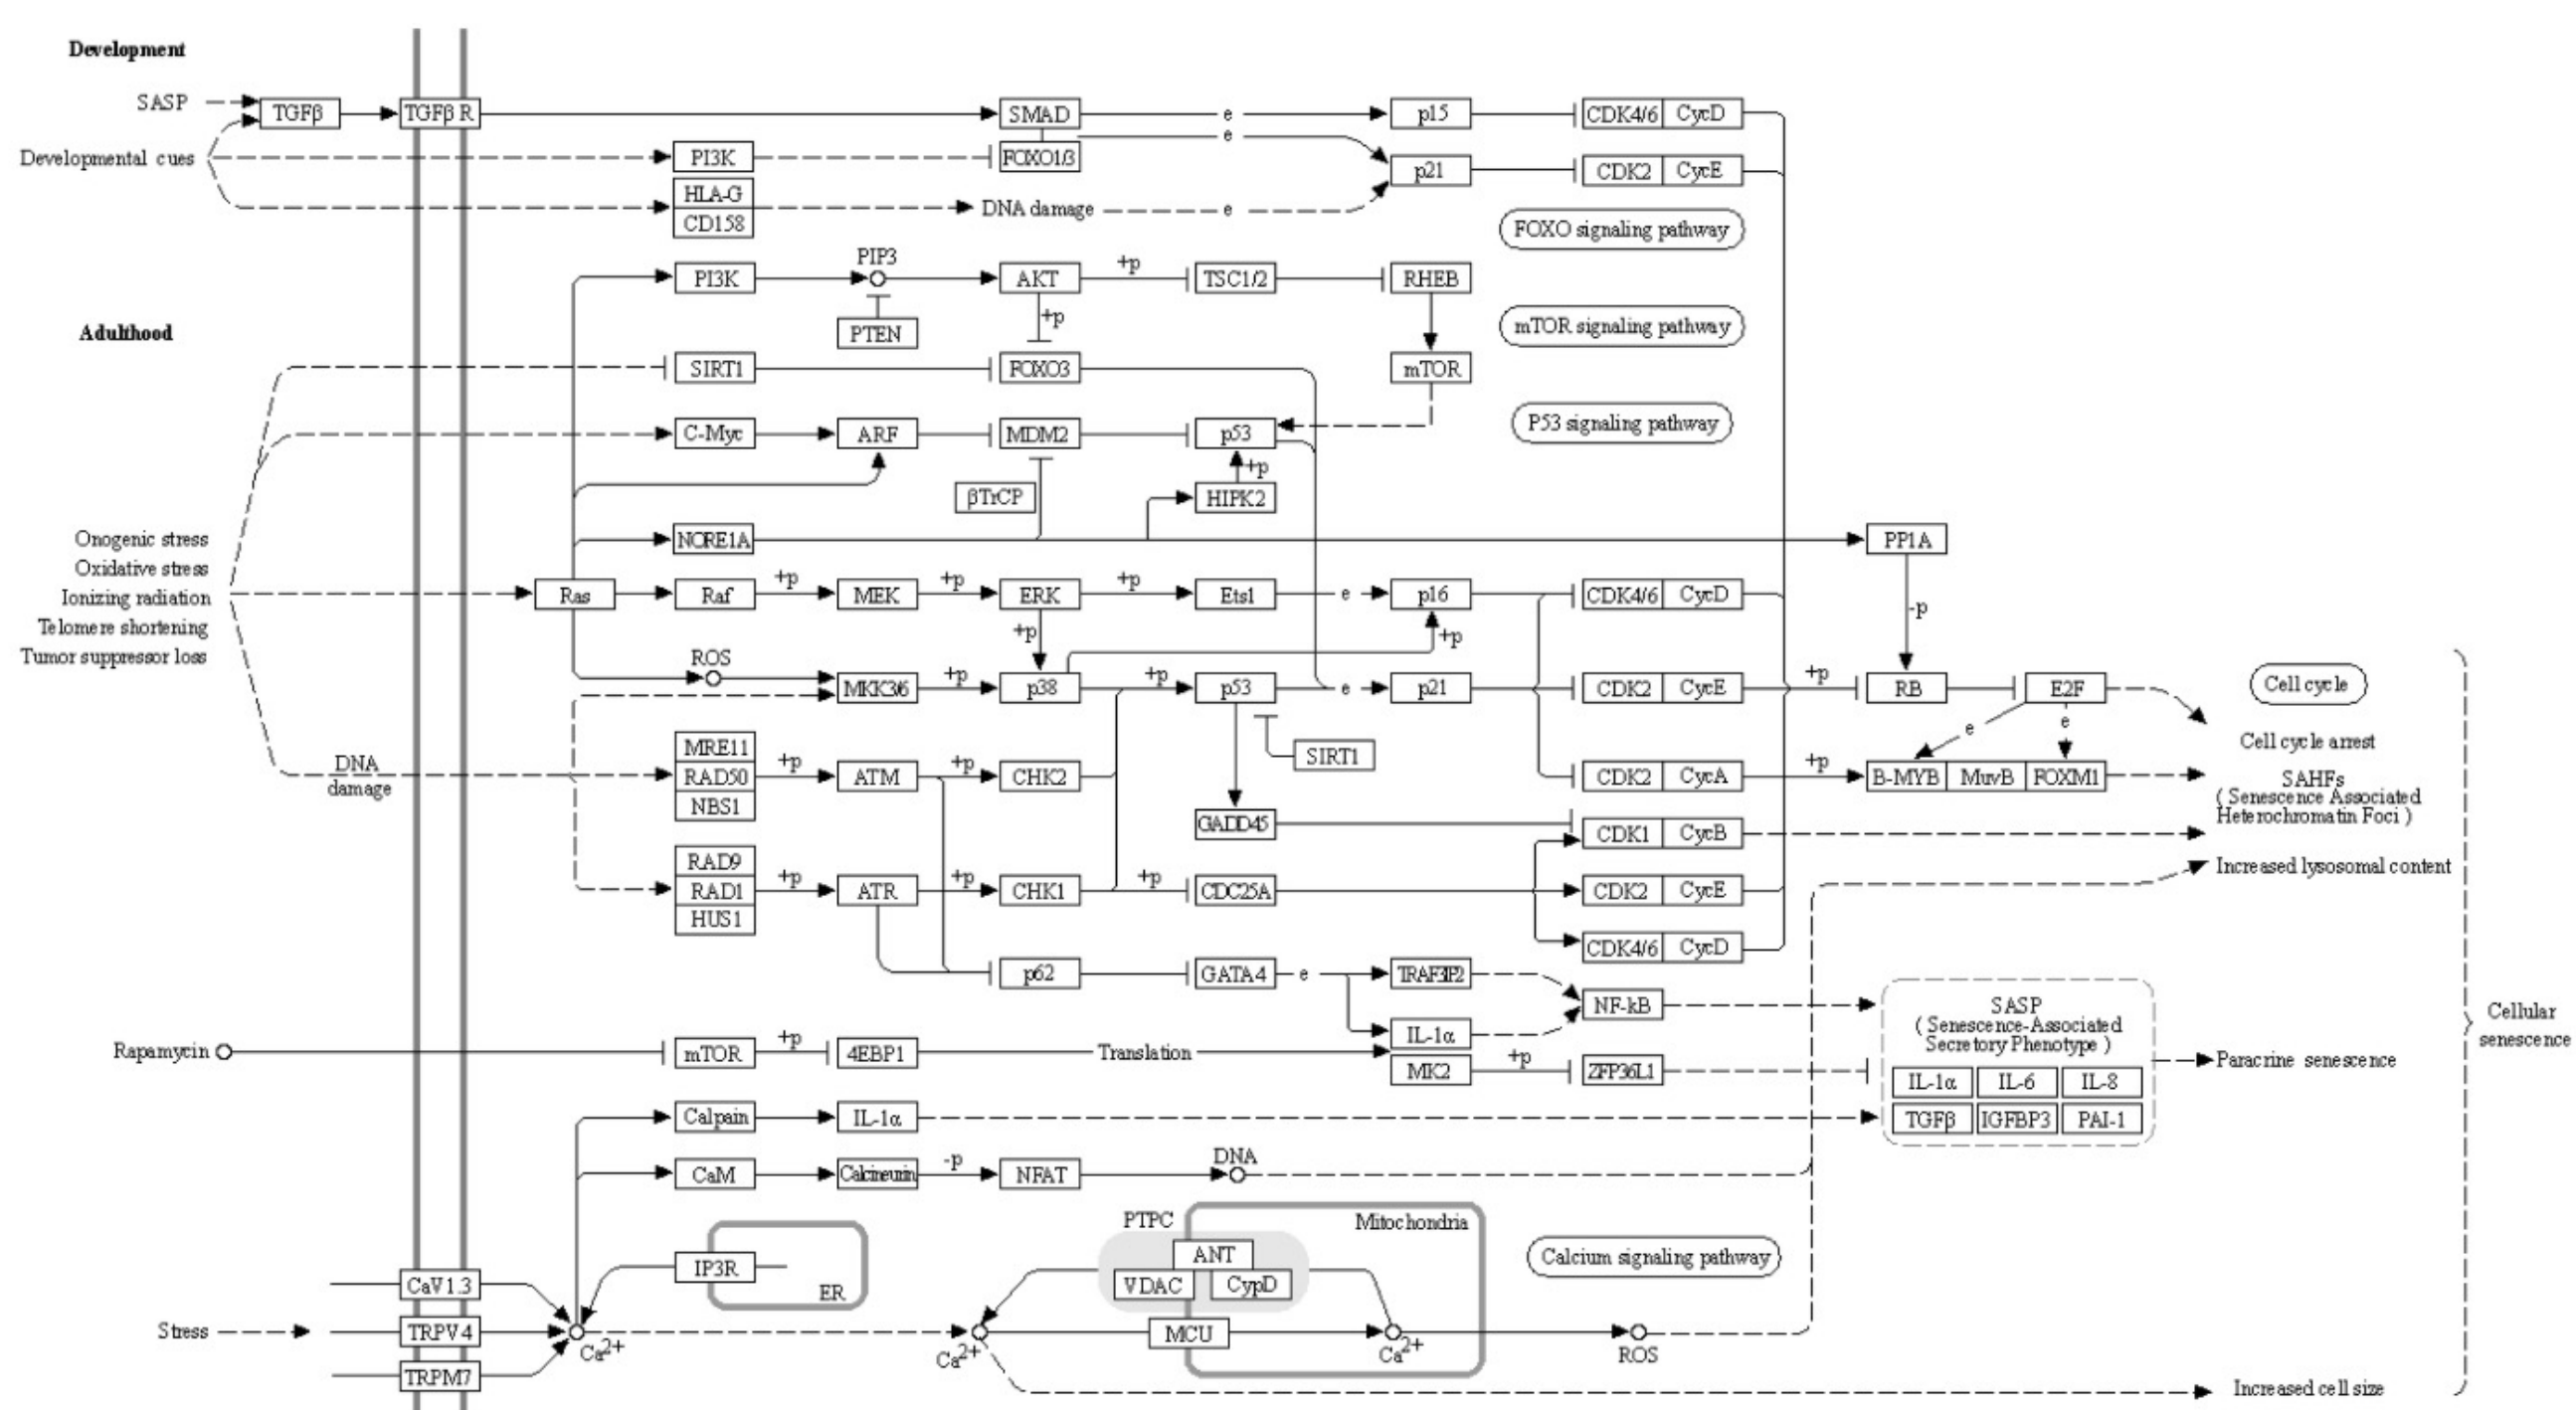 Development
SASP
TGFβ
TGFβ R
SMAD
e
p15
CDK4/6 CycD
e
Developmental cues
PI3K
FOXO1/3
p21
CDK2 CycE
HLA-G
CD158
DNA damage
e
FOXO signaling pathway
PIP3
PI3K
AKT
+p
TSC1/2
RHEB
PTEN
+p
mTOR signaling pathway
Adulthood
SIRT1
FOXO3
mTOR
C-Myc
ARF
MDM2
p53
P53 signaling pathway
+p
βTrCP
HIPK2
NORE1A
PP1A
Onogenic stress
Oxidative stress
Ionizing radiation
Telomere shortening
Tumor suppressor loss
Ras
Raf
+p
MEK
+p
ERK
+p
Ets1
e
p16
CDK4/6 CycD
-p
+p
+p
ROS
MKK3/6
+p
p38
+p
p53
e
p21
CDK2 CycE
+p
RB
E2F
Cell cycle
e
e
Cell cycle arrest
SIRT1
DNA
damage
MRE11
RAD50
NBS1
+p
ATM
+p
CHK2
CDK2 CycA
+p
B-MYB MuvB FOXM1
SAHFs
( Senescence Associated
Heterochromatin Foci )
GADD45
CDK1 CycB
Increased lysosomal content
RAD9
RAD1
HUS1
+p
ATR
+p
CHK1
+p
CDC25A
CDK2 CycE
CDK4/6 CycD
p62
GATA4
e
TRAF3IP2
IL-1α
NF-kB
SASP
( Senescence-Associated
Secretory Phenotype )
IL-1α IL-6 IL-8
TGFβ IGFBP3 PAI-1
Paracrine senescence
Cellular
senescence
Rapamycin
mTOR
+p
4EBP1
Translation
MK2
+p
ZFP36L1
Calpain
IL-1α
CaM
Calcineurin
-p
NFAT
DNA
PTPC
Mitochondria
ANT
VDAC
CypD
MCU
IP3R
ER
Calcium signaling pathway
CaV1.3
Stress
TRPV4
TRPM7
Ca2+
Ca2+
Ca2+
ROS
Increased cell size